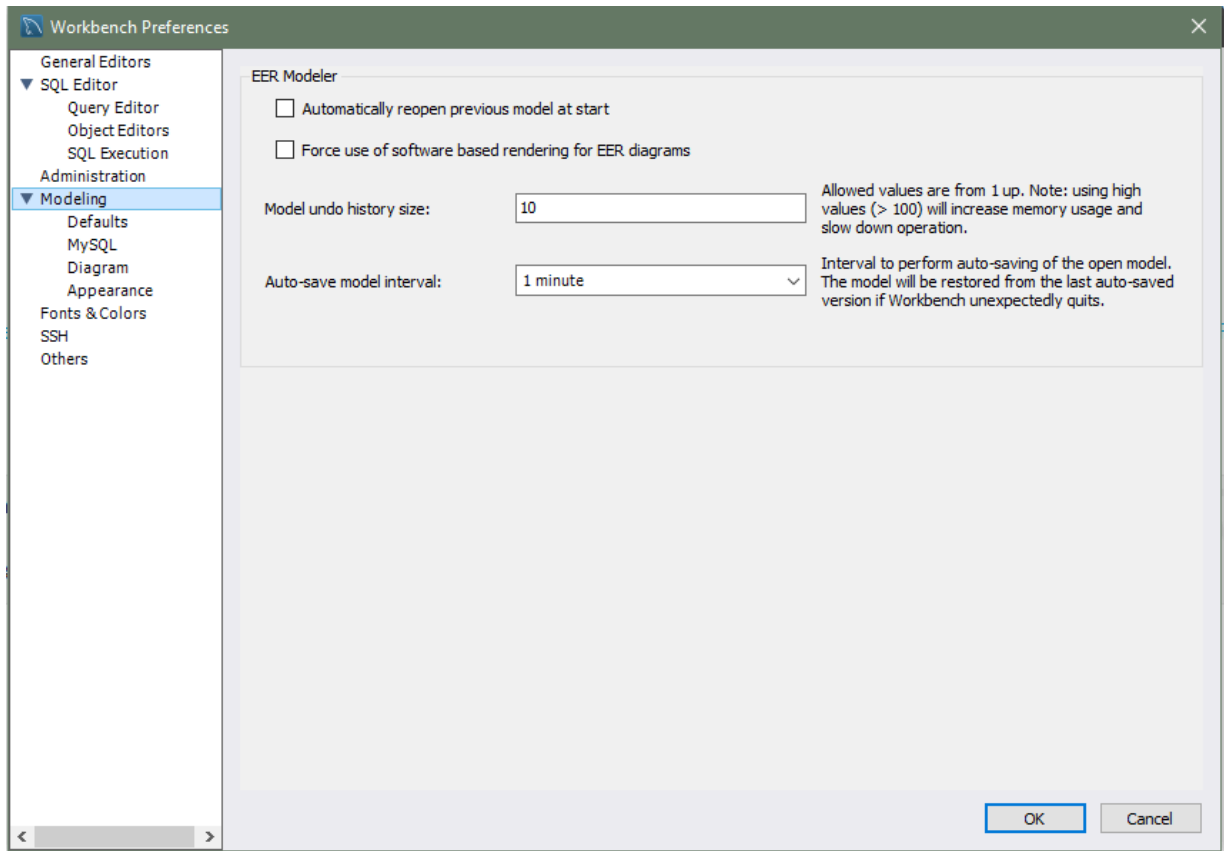 Workbench Preferences
General Editors
SQL Editor
Query Editor
Object Editors
SQL Execution
Administration
Modeling
Defaults
MySQL
Diagram
Appearance
Fonts & Colors
SSH
Others
EER Modeler
Automatically reopen previous model at start
Force use of software based rendering for EER diagrams
Model undo history size:
10
Allowed values are from 1 up. Note: using high
values (> 100) will increase memory usage and
slow down operation.
Auto-save model interval:
1 minute
Interval to perform auto-saving of the open model.
The model will be restored from the last auto-saved
version if Workbench unexpectedly quits.
OK
Cancel